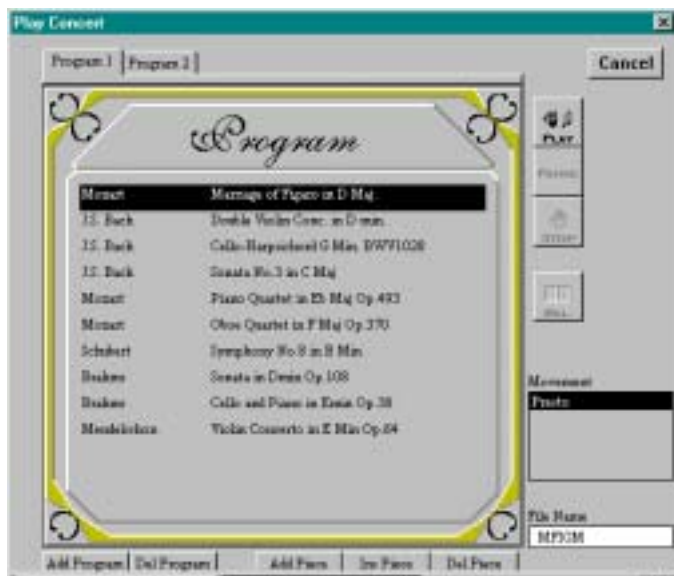 Play Concert
Program 1 Program 2
Cancel
Program
PLAY
PAUSE
STOP
Mozart Marriage of Figaro in D Maj.
J.S. Bach Double Violin Conc. in D min.
J.S. Bach Cello-Harpsichord G Min. BWV1028
J.S. Bach Sonata No.3 in C Maj
Mozart Piano Quartet in Eb Maj Op.493
Mozart Oboe Quartet in F Maj Op.370
Schubert Symphony No.8 in B Min
Brahms Sonata in Dmin Op.108
Brahms Cello and Piano in Emin Op.38
Mendelssohn Violin Concerto in E Min Op.64
Movement
Presto
File Name
MFIGM
Add Program Del Program Add Piece Ins Piece Del Piece